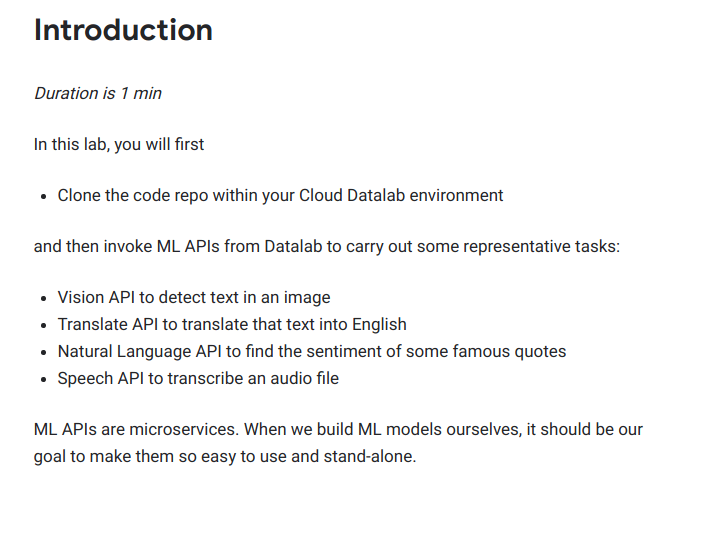 Introduction
Duration is 1 min
In this lab, you will first
• Clone the code repo within your Cloud Datalab environment
and then invoke ML APIs from Datalab to carry out some representative tasks:
• Vision API to detect text in an image
• Translate API to translate that text into English
• Natural Language API to find the sentiment of some famous quotes
• Speech API to transcribe an audio file
ML APIs are microservices. When we build ML models ourselves, it should be our
goal to make them so easy to use and stand-alone.